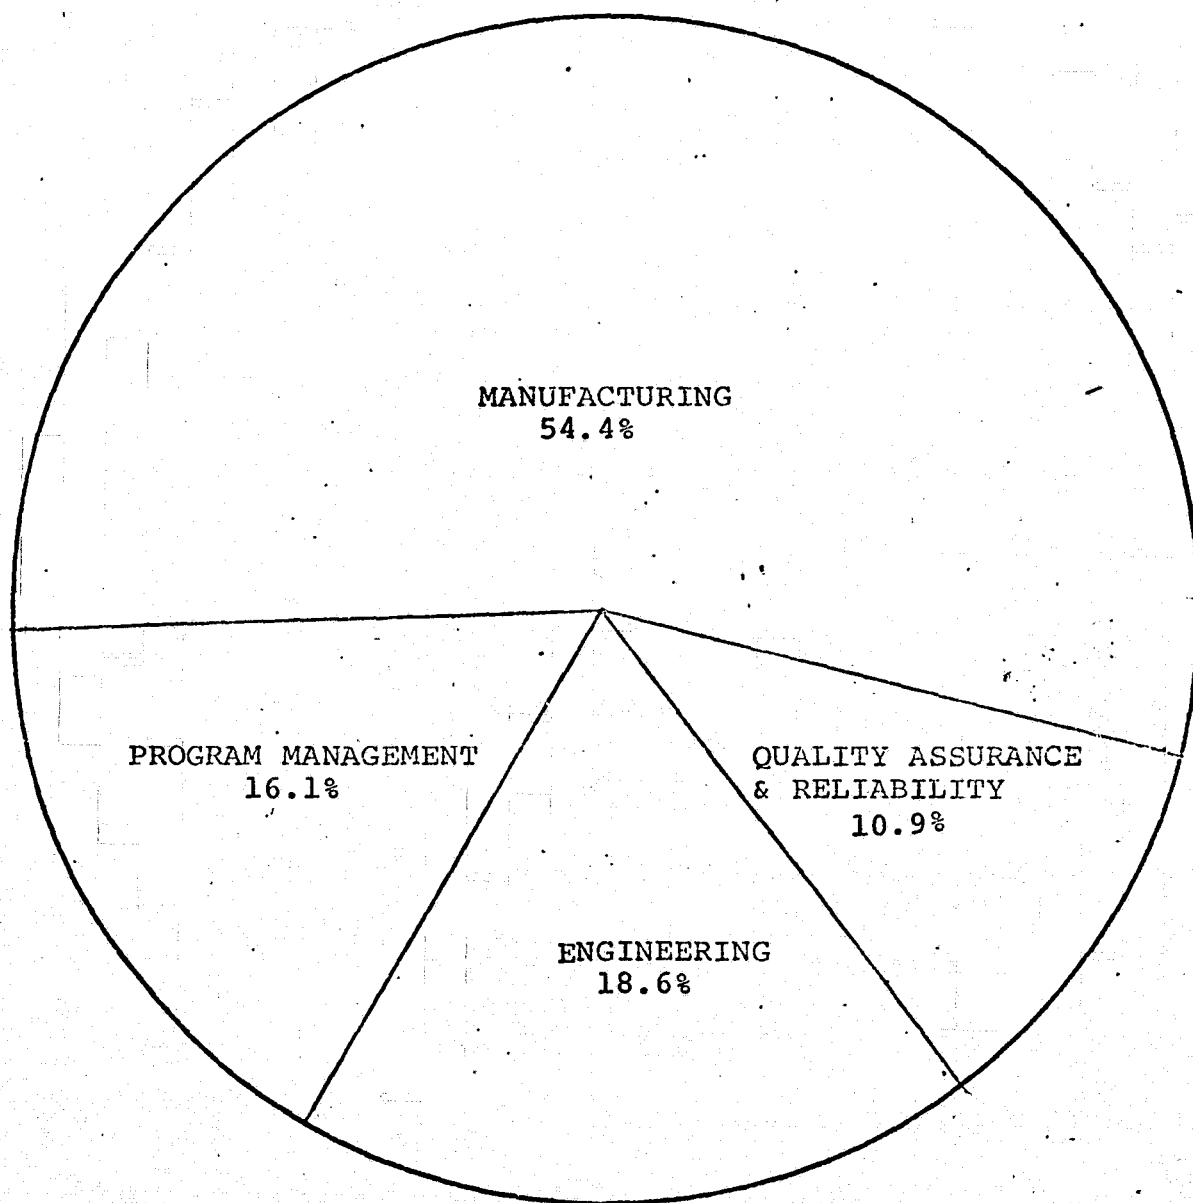 MANUFACTURING
54.4%
PROGRAM MANAGEMENT
16.1%
QUALITY ASSURANCE
& RELIABILITY
10.9%
ENGINEERING
18.6%